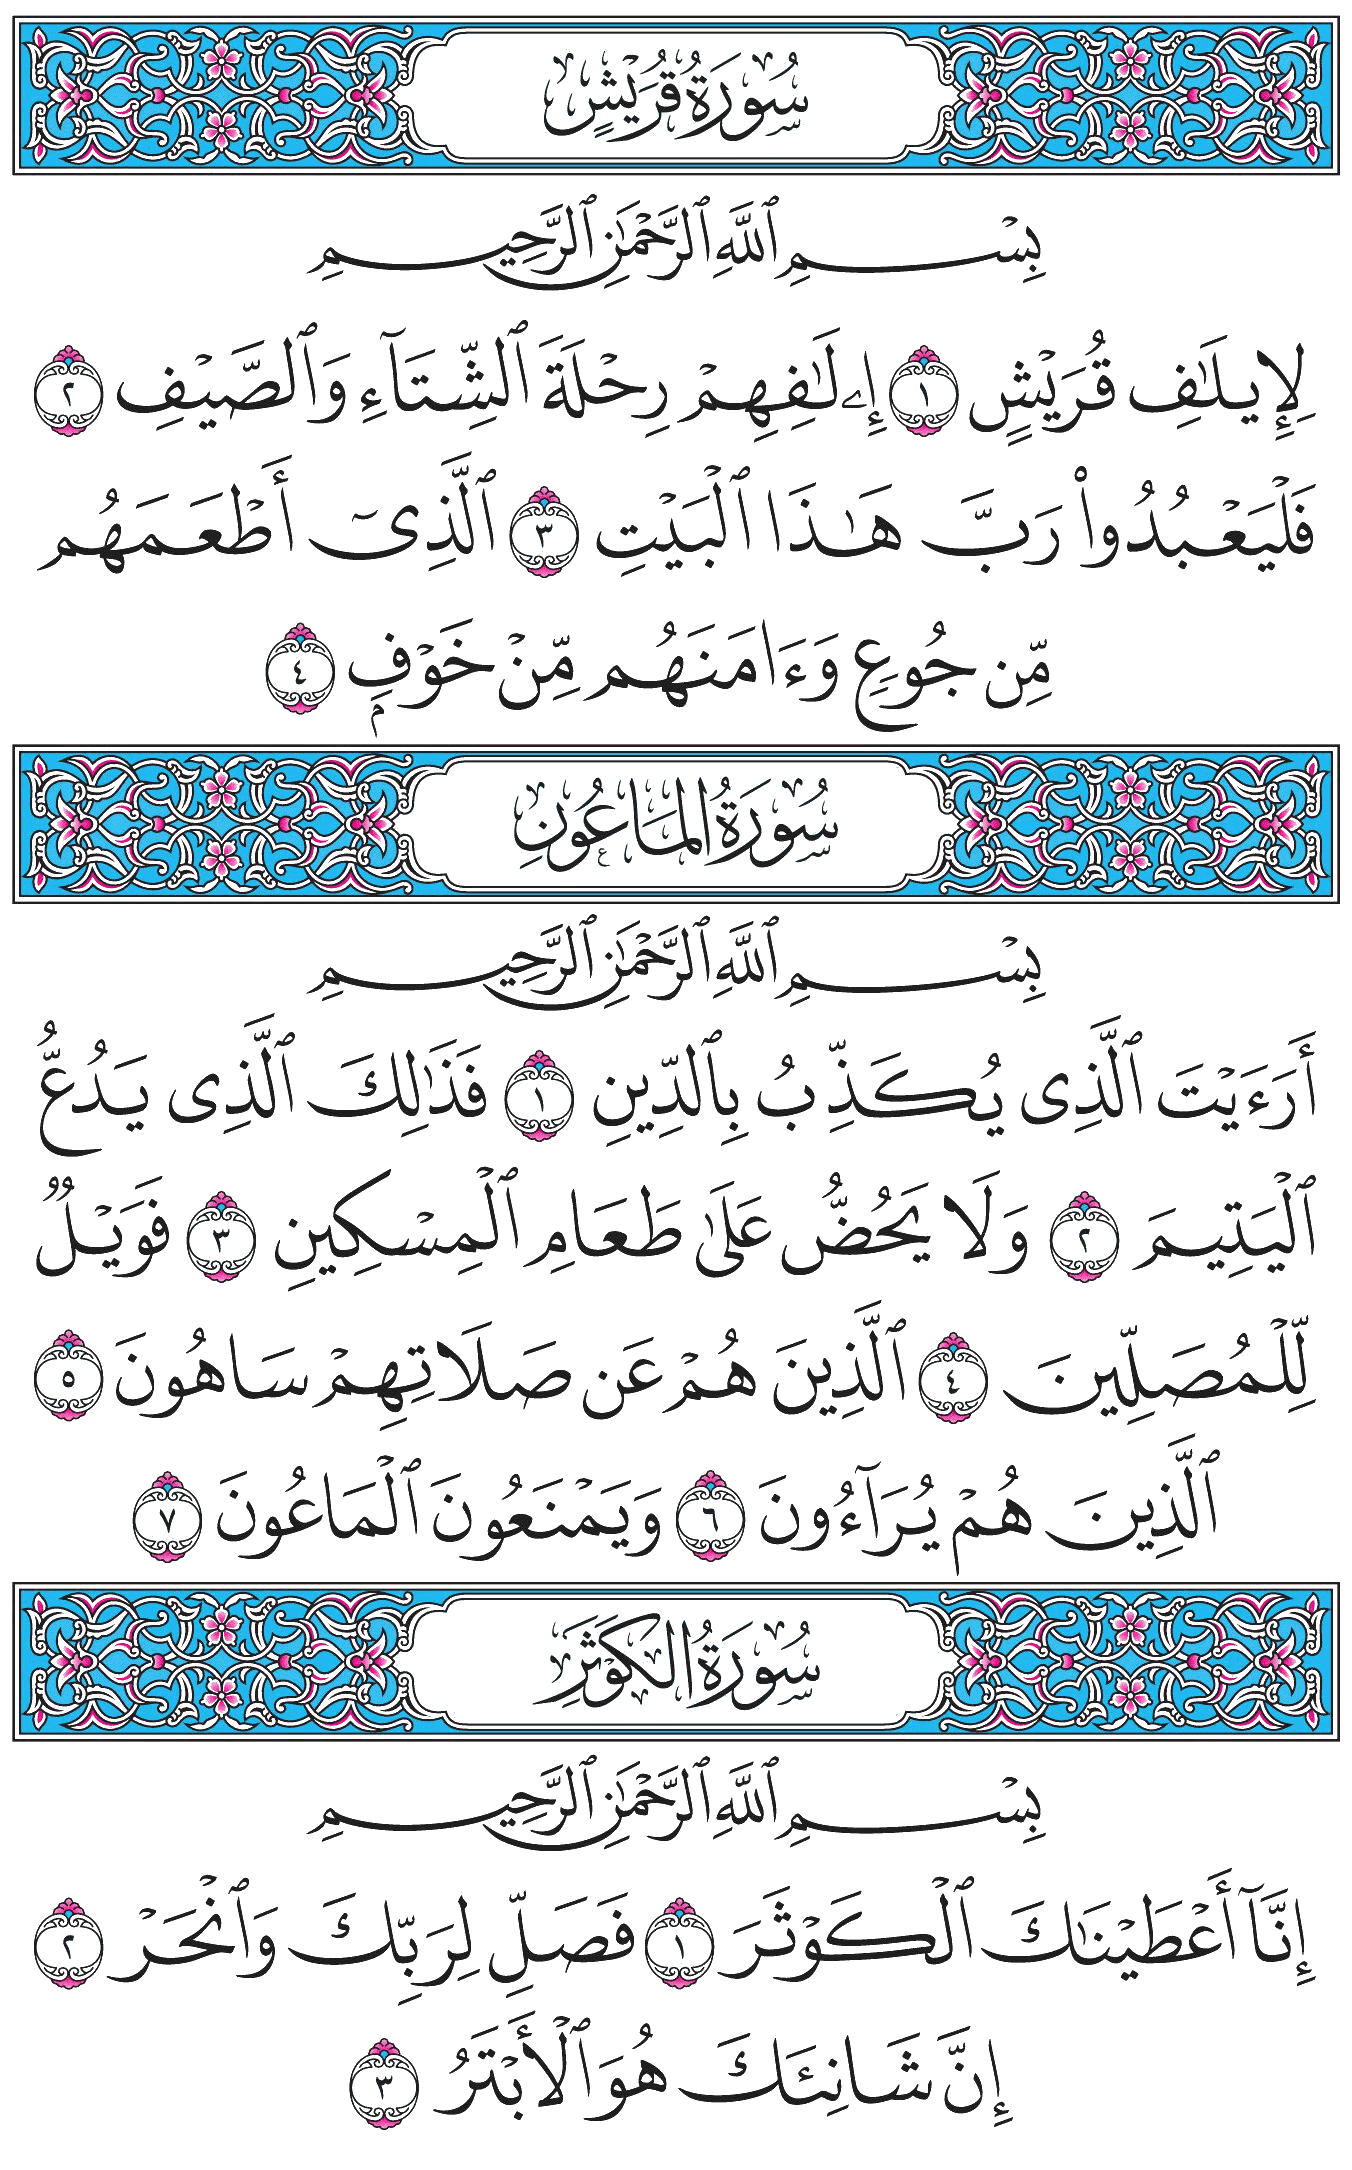 سُورَةُ قُرَيْشٍ
بِسْمِ ٱللَّهِ ٱلرَّحْمَٰنِ ٱلرَّحِيمِ
لِإِيلَٰفِ قُرَيْشٍ ١ إِۦلَٰفِهِمْ رِحْلَةَ ٱلشِّتَآءِ وَٱلصَّيْفِ ٢
فَلْيَعْبُدُوا۟ رَبَّ هَٰذَا ٱلْبَيْتِ ٣ ٱلَّذِىٓ أَطْعَمَهُم
مِّن جُوعٍ وَءَامَنَهُم مِّنْ خَوْفٍۭ ٤
سُورَةُ المَاعُونِ
بِسْمِ ٱللَّهِ ٱلرَّحْمَٰنِ ٱلرَّحِيمِ
أَرَءَيْتَ ٱلَّذِى يُكَذِّبُ بِٱلدِّينِ ١ فَذَٰلِكَ ٱلَّذِى يَدُعُّ
ٱلْيَتِيمَ ٢ وَلَا يَحُضُّ عَلَىٰ طَعَامِ ٱلْمِسْكِينِ ٣ فَوَيْلٌ
لِّلْمُصَلِّينَ ٤ ٱلَّذِينَ هُمْ عَن صَلَاتِهِمْ سَاهُونَ ٥
ٱلَّذِينَ هُمْ يُرَآءُونَ ٦ وَيَمْنَعُونَ ٱلْمَاعُونَ ٧
سُورَةُ الكَوْثَرِ
بِسْمِ ٱللَّهِ ٱلرَّحْمَٰنِ ٱلرَّحِيمِ
إِنَّآ أَعْطَيْنَٰكَ ٱلْكَوْثَرَ ١ فَصَلِّ لِرَبِّكَ وَٱنْحَرْ ٢
إِنَّ شَانِئَكَ هُوَ ٱلْأَبْتَرُ ٣